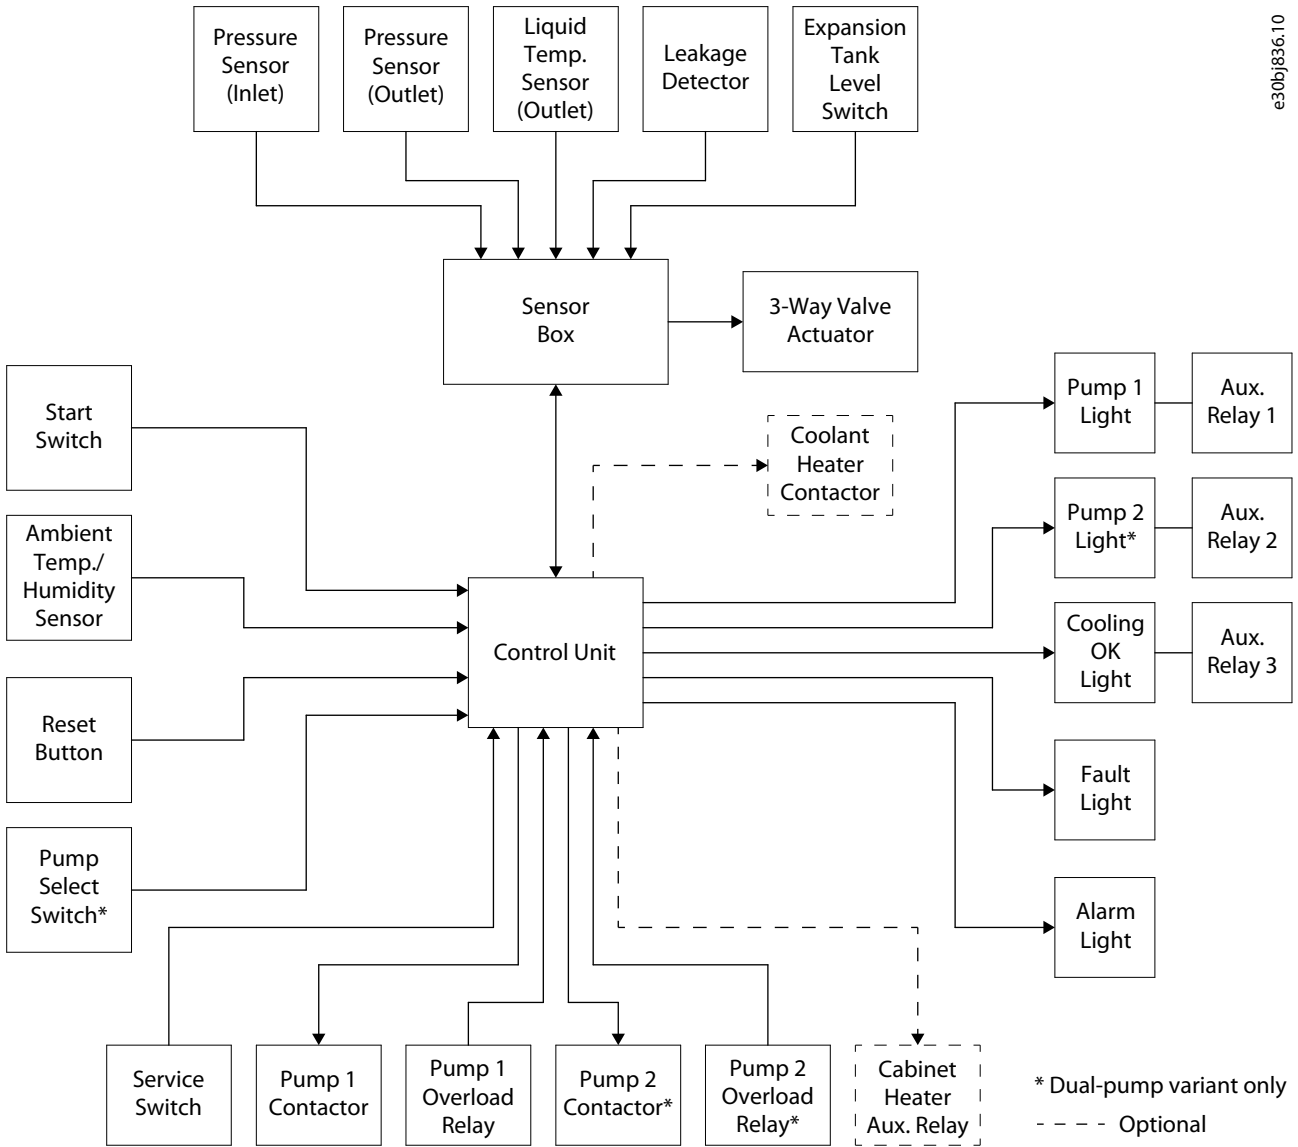 Pressure
Sensor
(Inlet)
Pressure
Sensor
(Outlet)
Liquid
Temp.
Sensor
(Outlet)
Leakage
Detector
Expansion
Tank
Level
Switch
e30bj836.10
Sensor
Box
3-Way Valve
Actuator
Start
Switch
Coolant
Heater
Contactor
Pump 1
Light
Aux.
Relay 1
Ambient
Temp./
Humidity
Sensor
Pump 2
Light*
Aux.
Relay 2
Control Unit
Cooling
OK
Light
Aux.
Relay 3
Reset
Button
Fault
Light
Pump
Select
Switch*
Alarm
Light
Service
Switch
Pump 1
Contactor
Pump 1
Overload
Relay
Pump 2
Contactor*
Pump 2
Overload
Relay*
Cabinet
Heater
Aux. Relay
* Dual-pump variant only
Optional